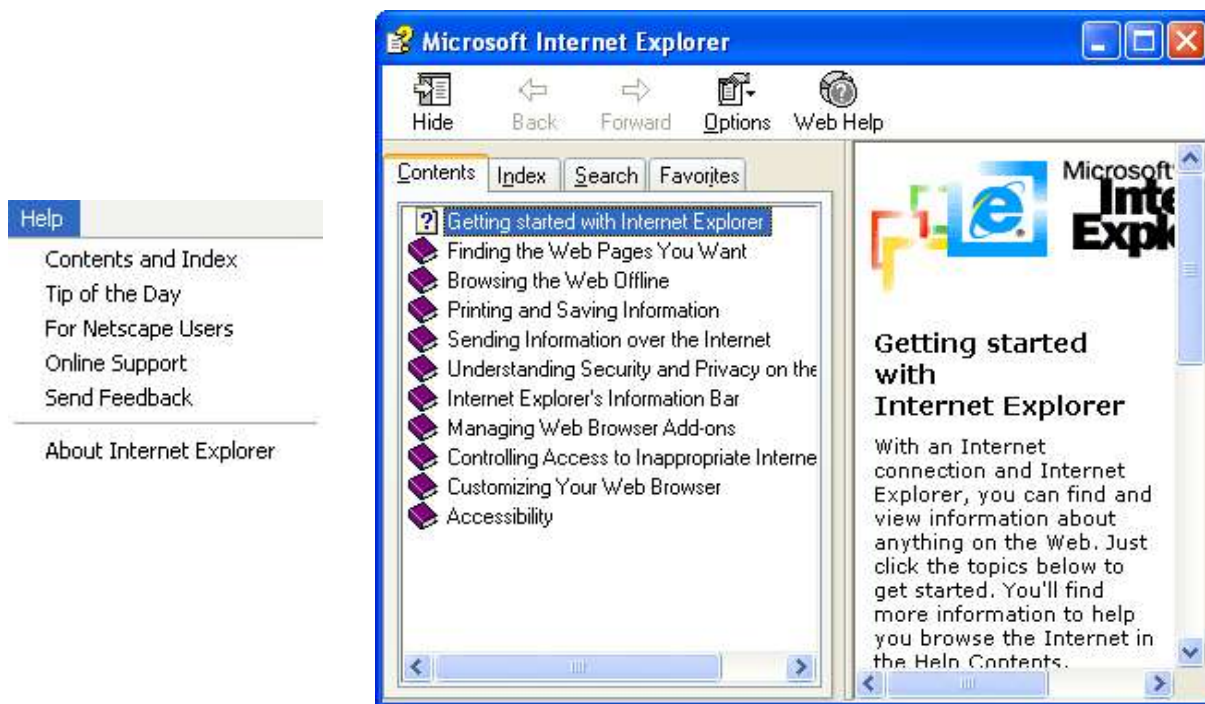 Help
Contents and Index
Tip of the Day
For Netscape Users
Online Support
Send Feedback
About Internet Explorer
Microsoft Internet Explorer
Hide Back Forward Options Web Help
Contents Index Search Favorites
Getting started with Internet Explorer
Finding the Web Pages You Want
Browsing the Web Offline
Printing and Saving Information
Sending Information over the Internet
Understanding Security and Privacy on the
Internet Explorer's Information Bar
Managing Web Browser Add-ons
Controlling Access to Inappropriate Interne
Customizing Your Web Browser
Accessibility
Microsoft
Inte
Expl
Getting started
with
Internet Explorer
With an Internet
connection and Internet
Explorer, you can find and
view information about
anything on the Web. Just
click the topics below to
get started. You'll find
more information to help
you browse the Internet in
the Help Contents.